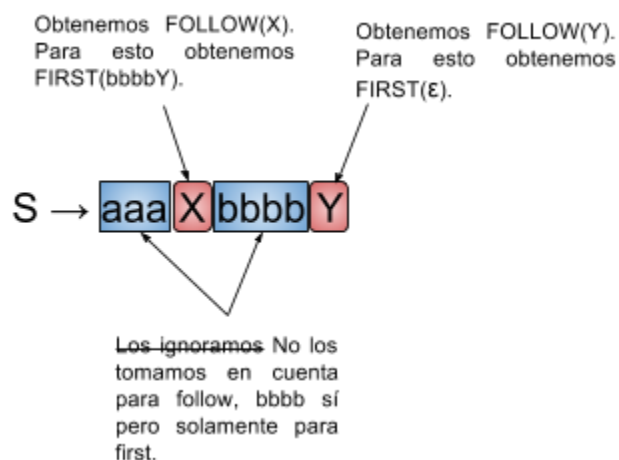 Obtenemos FOLLOW(X).
Para esto obtenemos
FIRST(bbbbY).
Obtenemos FOLLOW(Y).
Para esto obtenemos
FIRST(ε).
S → aaa X bbbb Y
Los ignoramos No los
tomamos en cuenta
para follow, bbbb sí
pero solamente para
first.